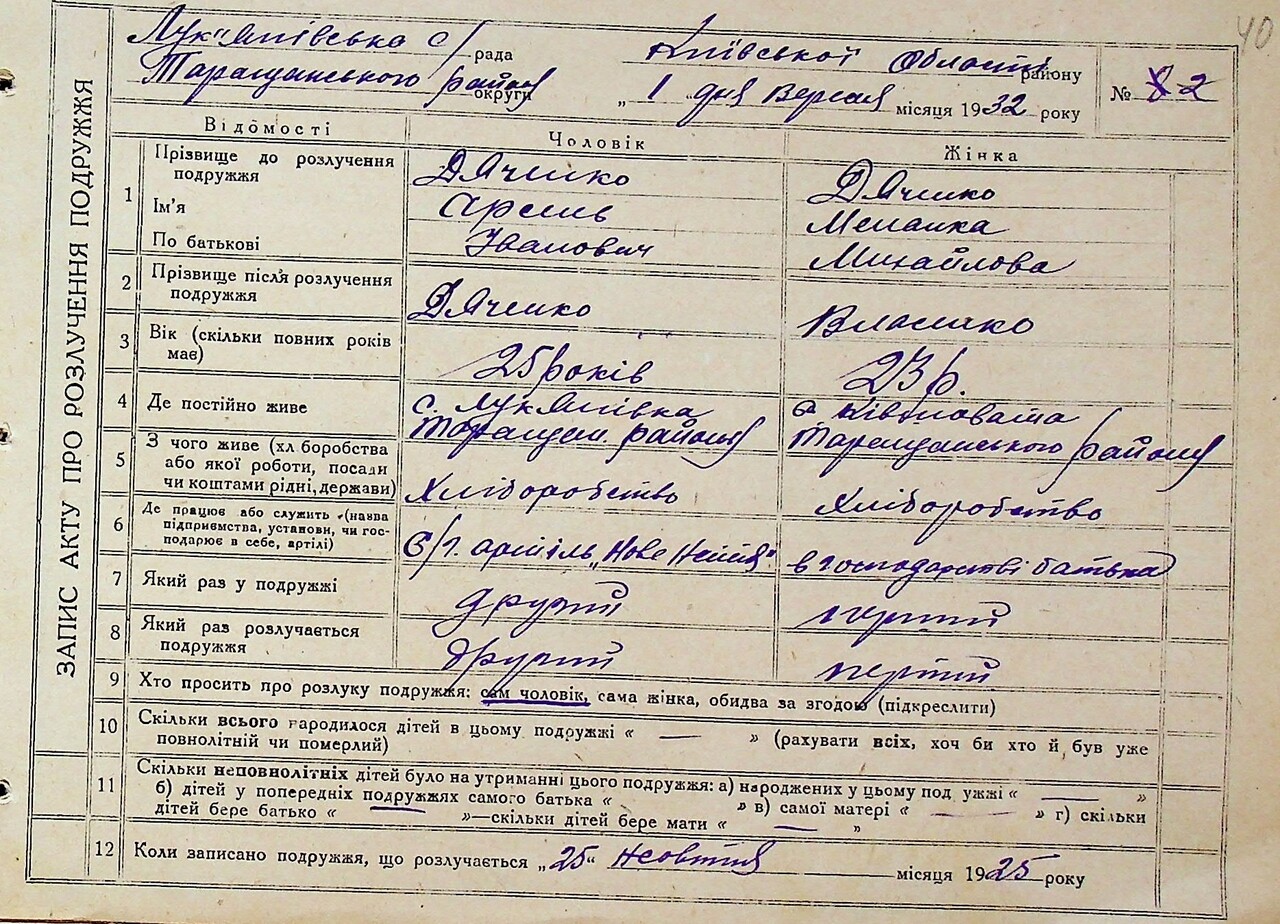 40
Лук"янівська с/рада Київської Області району
Таращанського району округи „ 1 " дня Вересня місяця 1932 року № 2
ЗАПИС АКТУ ПРО РОЗЛУЧЕННЯ ПОДРУЖЖЯ
Відомості Чоловік Жінка
1 Прізвище до розлучення подружжя Дяченко Дяченко
Ім'я Арсень Меланка
По батькові Іванович Михайлова
2 Прізвище після розлучення подружжя Дяченко Власенко
3 Вік (скільки повних років має) 25 років 23 р.
4 Де постійно живе с. Лук'янівка Таращан. району с. Ківшовата Таращанського району
5 З чого живе (хл боробства або якої роботи, посади чи коштами рідні, держави) Хліборобство Хліборобство
6 Де працює або служить (назва підприємства, установи, чи господарює в себе, артілі) С/г. артіль „Нове Життя" в господарстві батька
7 Який раз у подружжі другий перший
8 Який раз розлучається подружжя другий перший
9 Хто просить про розлуку подружжя: сам чоловік, сама жінка, обидва за згодою (підкреслити)
10 Скільки всього народилося дітей в цьому подружжі « — » (рахувати всіх, хоч би хто й був уже
повнолітній чи померлий)
11 Скільки неповнолітніх дітей було на утриманні цього подружжя: а) народжених у цьому под ужжі « — »
б) дітей у попередніх подружжях самого батька « » в) самої матері « — » г) скільки
дітей бере батько « »—скільки дітей бере мати « — »
12 Коли записано подружжя, що розлучається „25" Жовтня місяця 1925 року